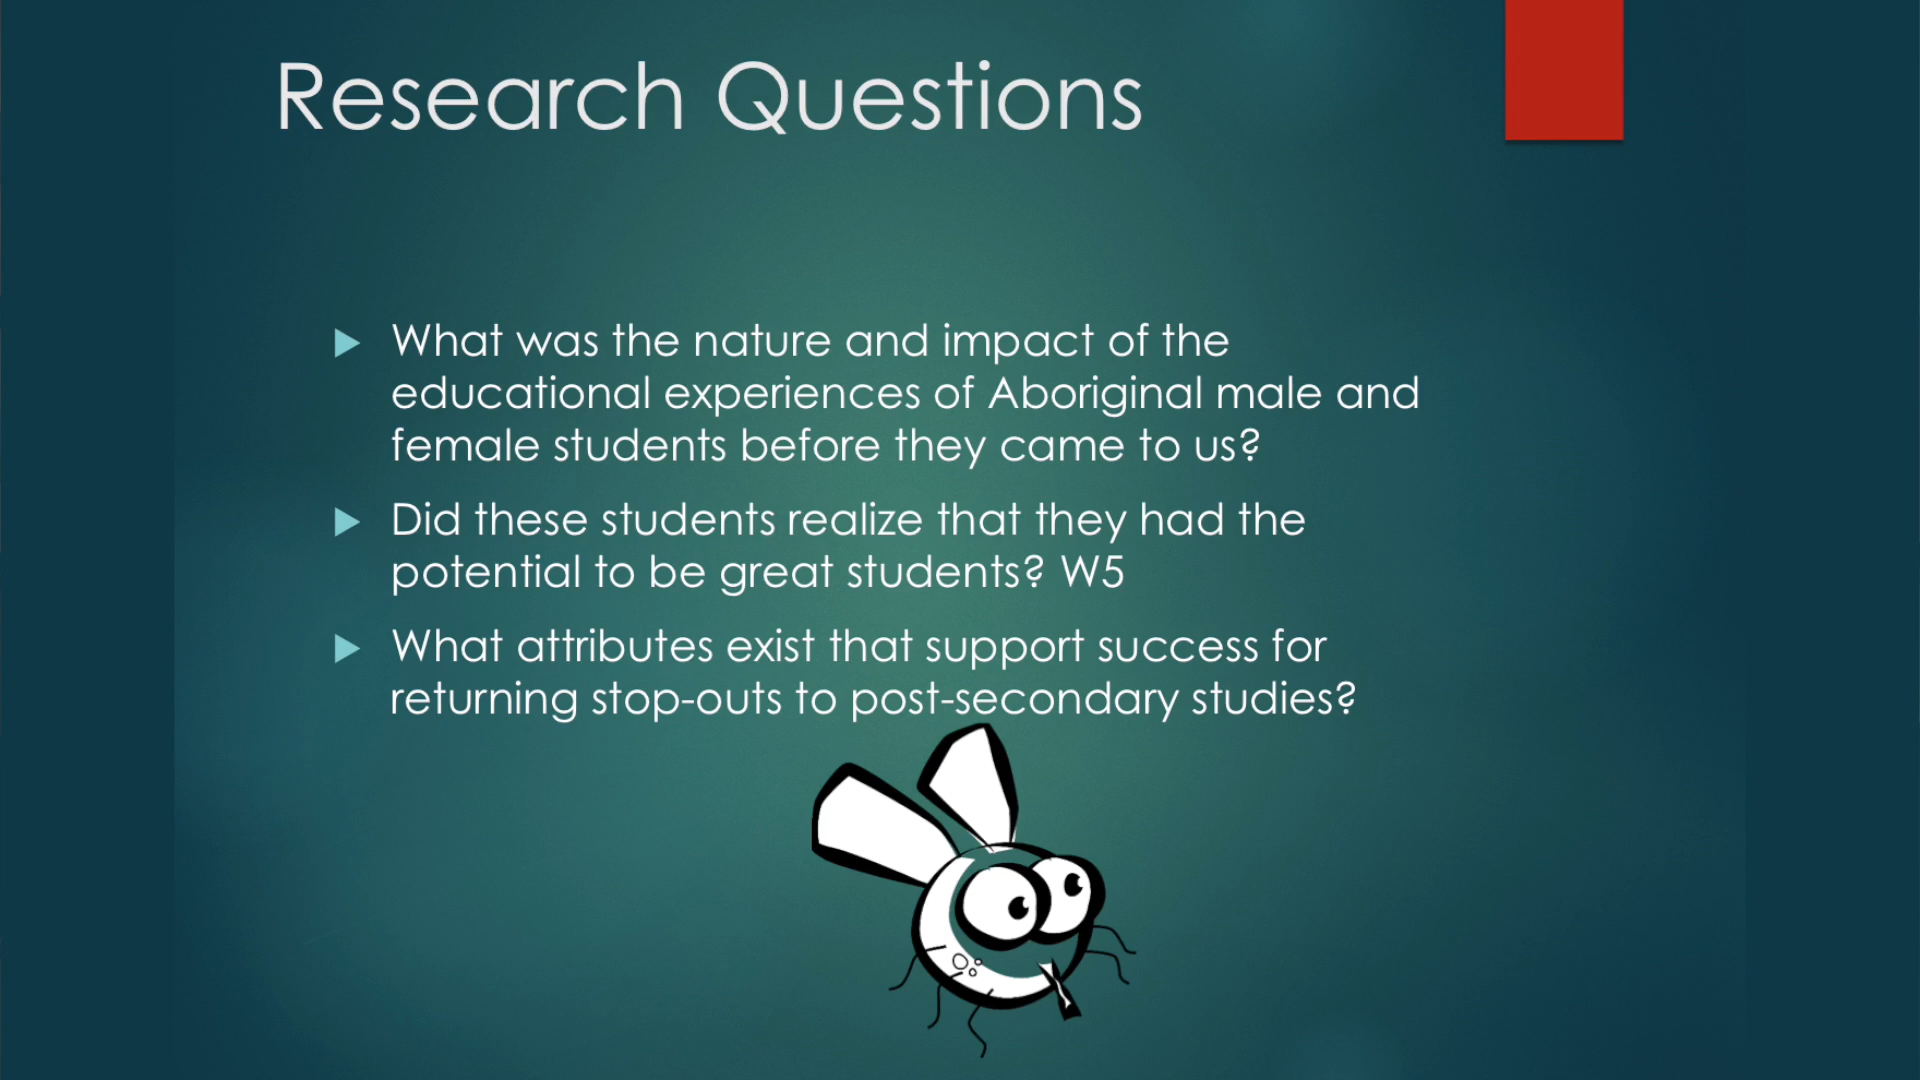 Research Questions
What was the nature and impact of the
educational experiences of Aboriginal male and
female students before they came to us?
Did these students realize that they had the
potential to be great students? W5
What attributes exist that support success for
returning stop-outs to post-secondary studies?